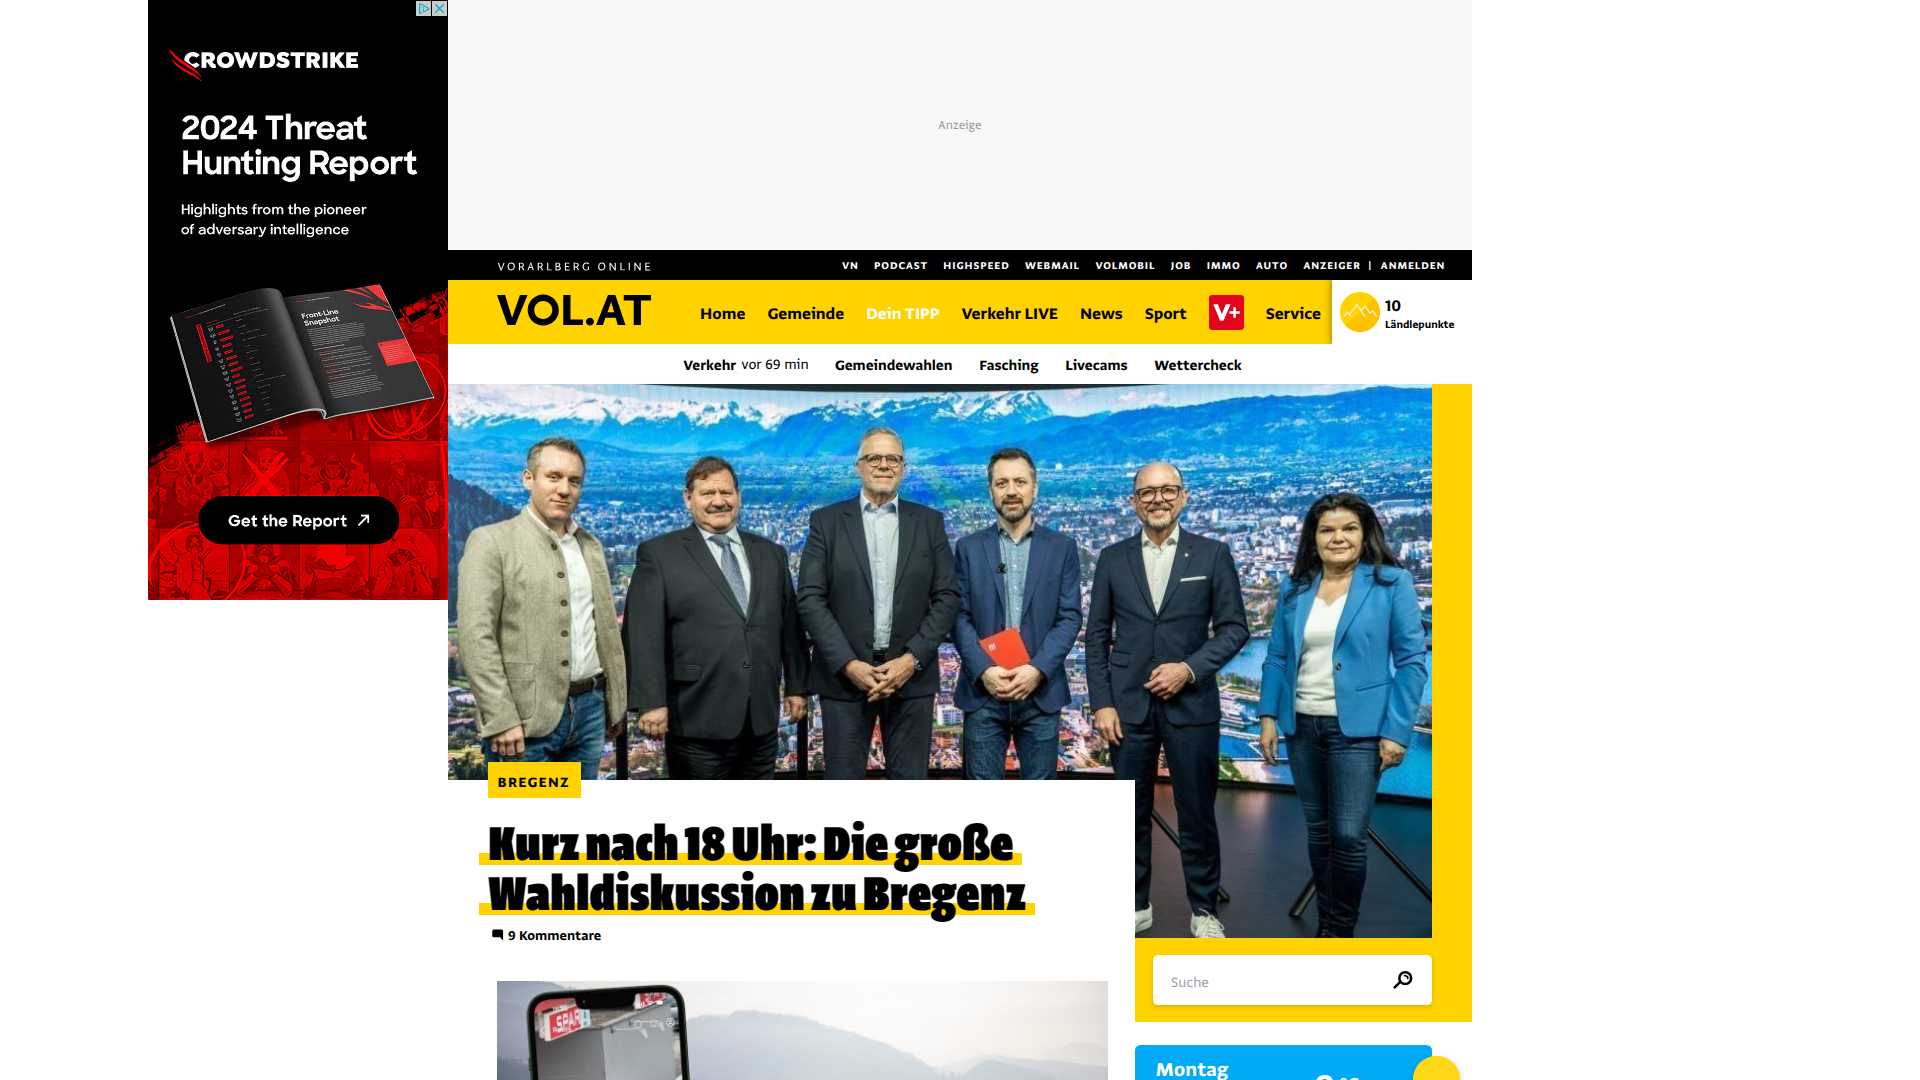 CROWDSTRIKE
2024 Threat
Hunting Report
Highlights from the pioneer
of adversary intelligence
Front-Line
Snapshot
Get the Report
Anzeige
VORARLBERG ONLINE
VN PODCAST HIGHSPEED WEBMAIL VOLMOBIL JOB IMMO AUTO ANZEIGER | ANMELDEN
VOL.AT
Home Gemeinde Dein TIPP Verkehr LIVE News Sport V+ Service
10
Ländlepunkte
Verkehr vor 69 min Gemeindewahlen Fasching Livecams Wettercheck
BREGENZ
Kurz nach 18 Uhr: Die große
Wahldiskussion zu Bregenz
9 Kommentare
Suche
SPAR
Montag